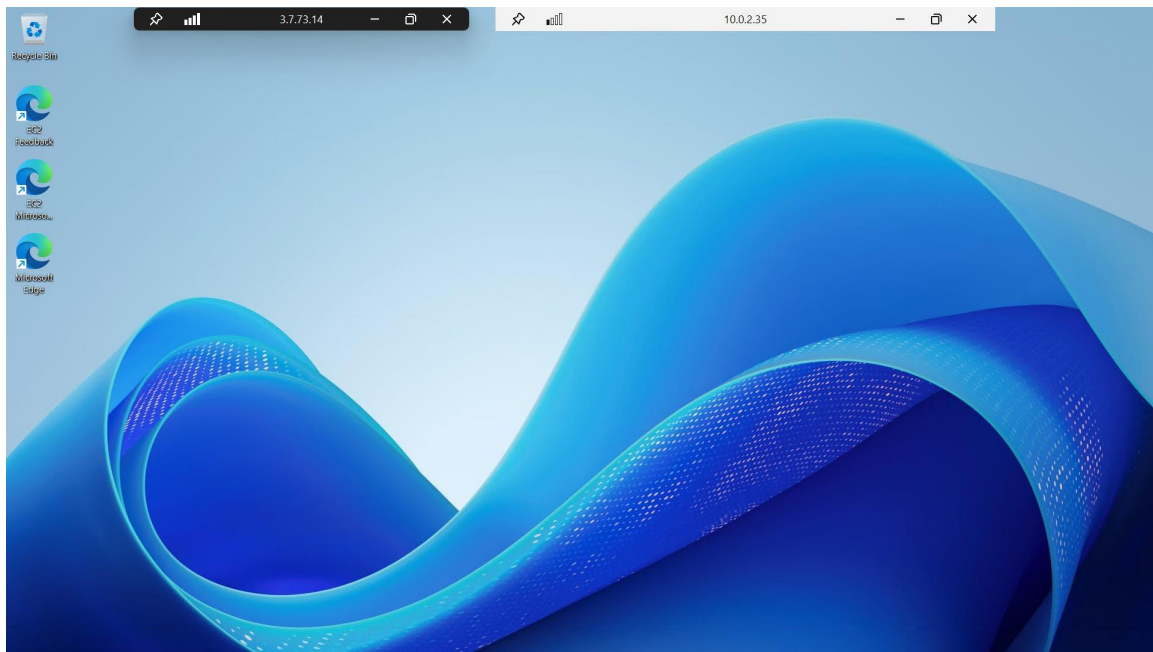 3.7.73.14
10.0.2.35
Recycle Bin
EC2
Feedback
EC2
Microso...
Microsoft
Edge